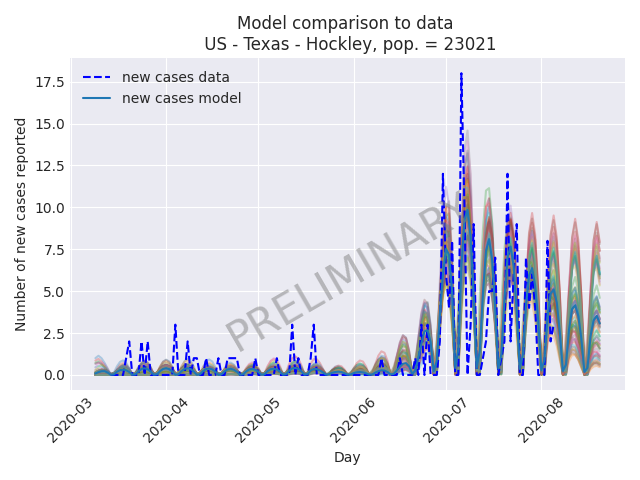 Model comparison to data
US - Texas - Hockley, pop. = 23021
new cases data
new cases model
PRELIMINARY
Number of new cases reported
17.5
15.0
12.5
10.0
7.5
5.0
2.5
0.0
2020-03
2020-04
2020-05
2020-06
2020-07
2020-08
Day